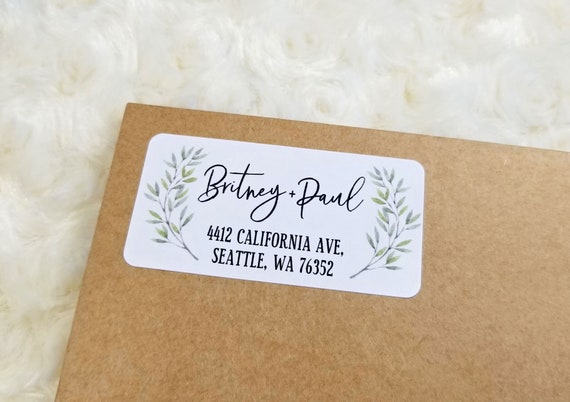 Britney + Paul
4412 CALIFORNIA AVE,
SEATTLE, WA 76352